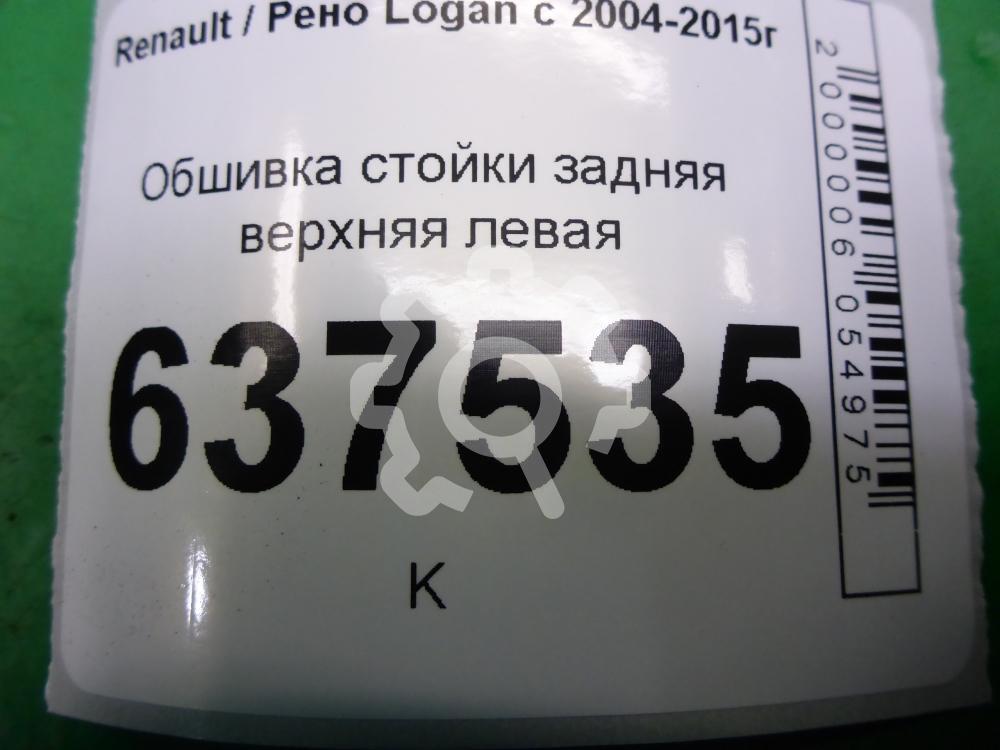 Renault / Рено Logan с 2004-2015г
Обшивка стойки задняя
верхняя левая
637535
К
2000006054975